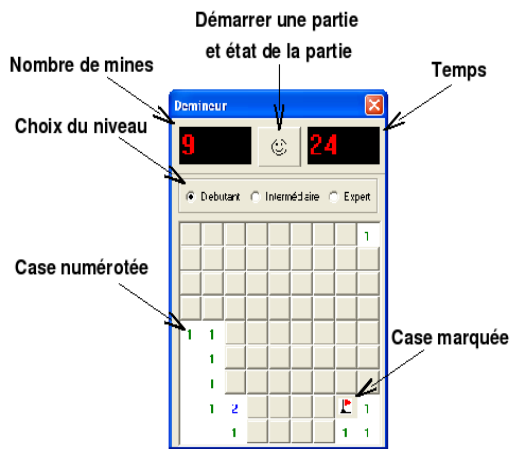 Démarrer une partie
et état de la partie
Nombre de mines
Temps
Demineur
Choix du niveau
9
24
Debutant Intermédiaire Expert
1
Case numérotée
1 1
1
Case marquée
1
1 2 1
1 1 1